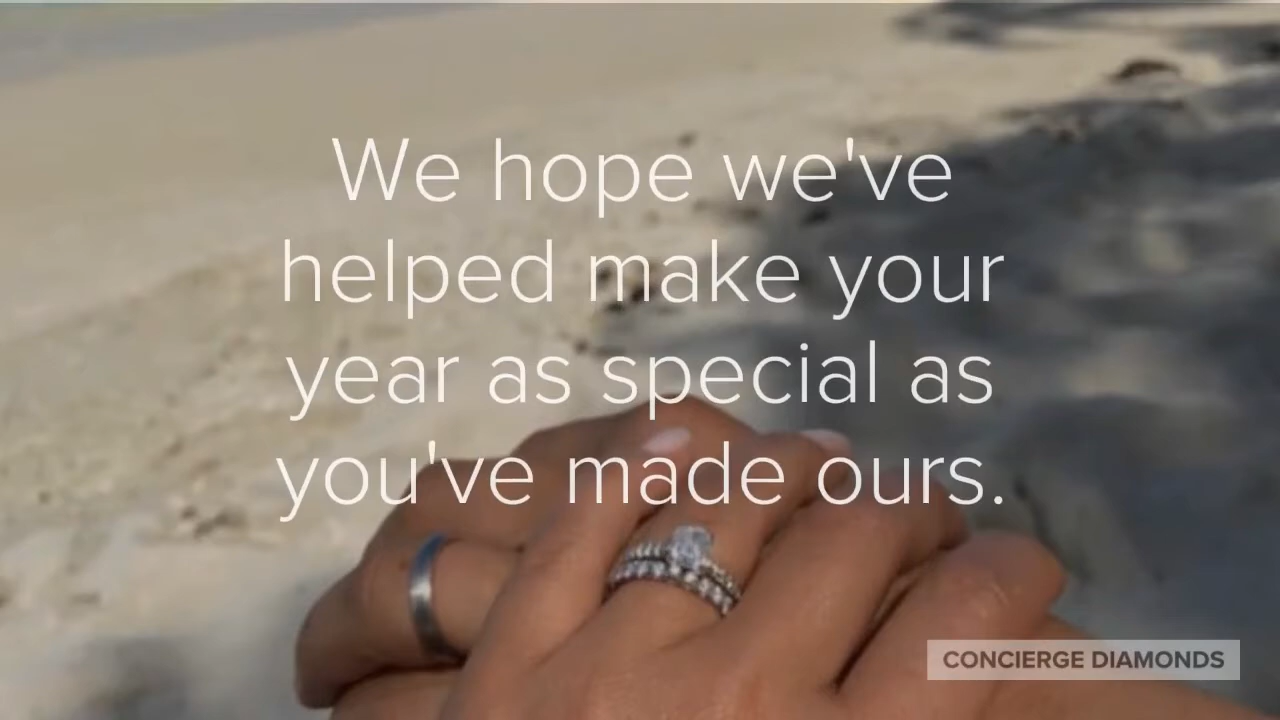 We hope we've
helped make your
year as special as
you've made ours.
CONCIERGE DIAMONDS